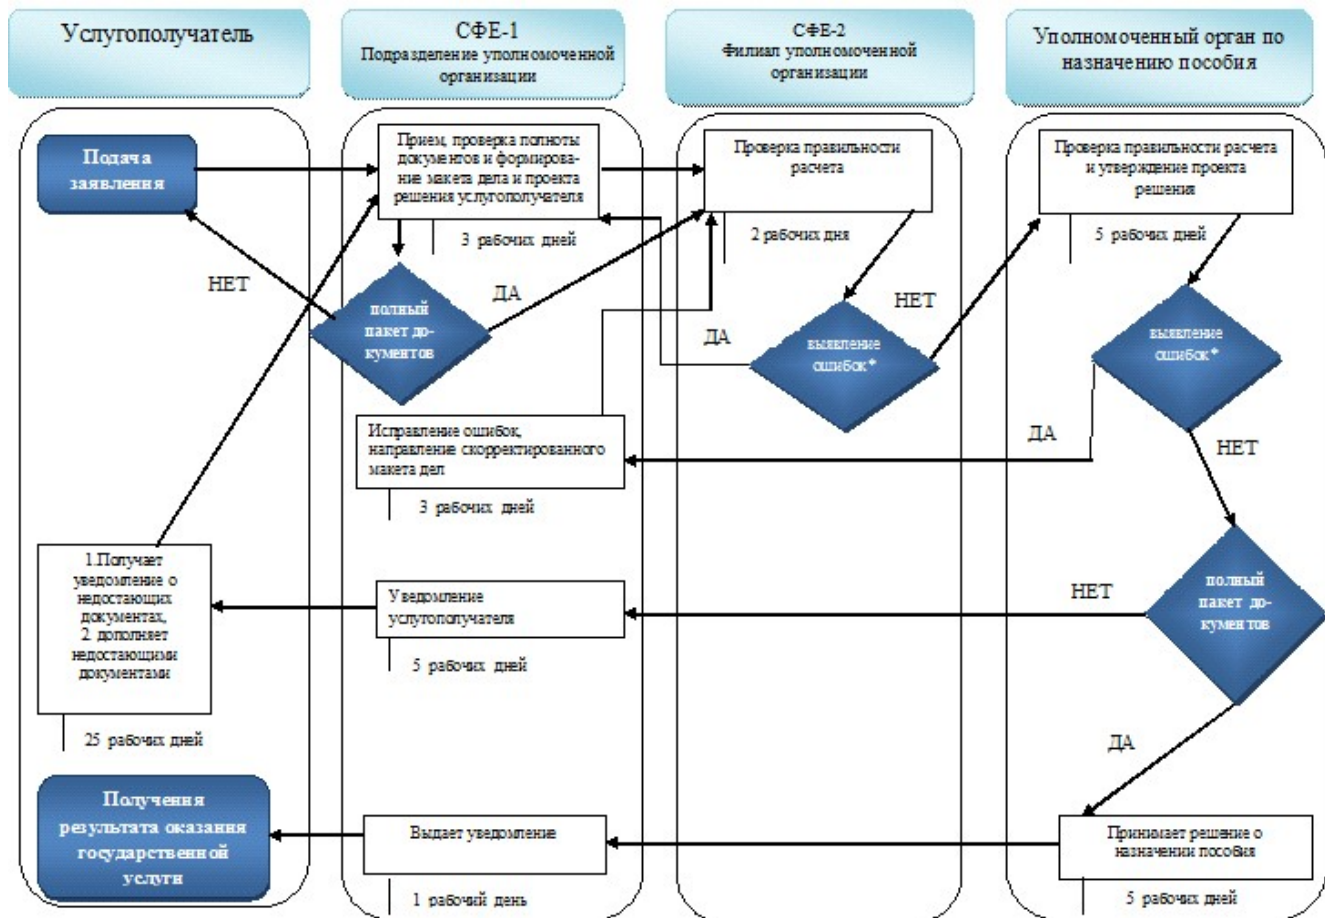 Услугополучатель
СФЕ-1
Подразделение уполномоченной
организации
СФЕ-2
Филиал уполномоченной
организации
Уполномоченный орган по
назначению пособия
Подача
заявления
Прием, проверка полноты
документов и формирова-
ние макета дела и проекта
решения услугополучателя
3 рабочих дней
Проверка правильности
расчета
2 рабочих дня
Проверка правильности расчета
и утверждение проекта
решения
5 рабочих дней
НЕТ
ДА
полный
пакет до-
кументов
ДА
НЕТ
выявление
ошибок*
выявление
ошибок*
Исправление ошибок,
направление скорректированного
макета дел
3 рабочих дней
ДА
НЕТ
1.Получает
уведомление о
недостающих
документах,
2. дополняет
недостающими
документами
25 рабочих дней
Уведомление
услугополучателя
5 рабочих дней
НЕТ
полный
пакет до-
кументов
ДА
Получения
результата оказания
государственной
услуги
Выдает уведомление
1 рабочий день
Принимает решение о
назначении пособия
5 рабочих дней